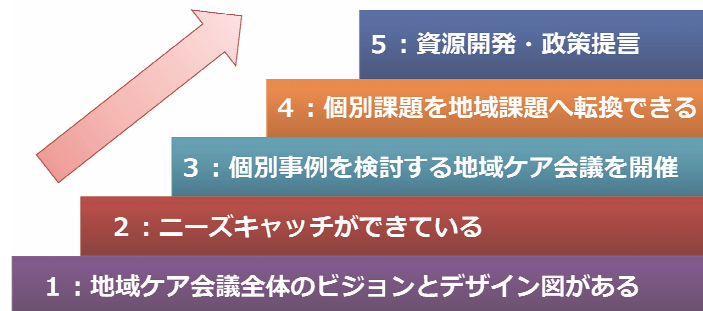 5：資源開発・政策提言
4：個別課題を地域課題へ転換できる
3：個別事例を検討する地域ケア会議を開催
2：ニーズキャッチができている
1：地域ケア会議全体のビジョンとデザイン図がある